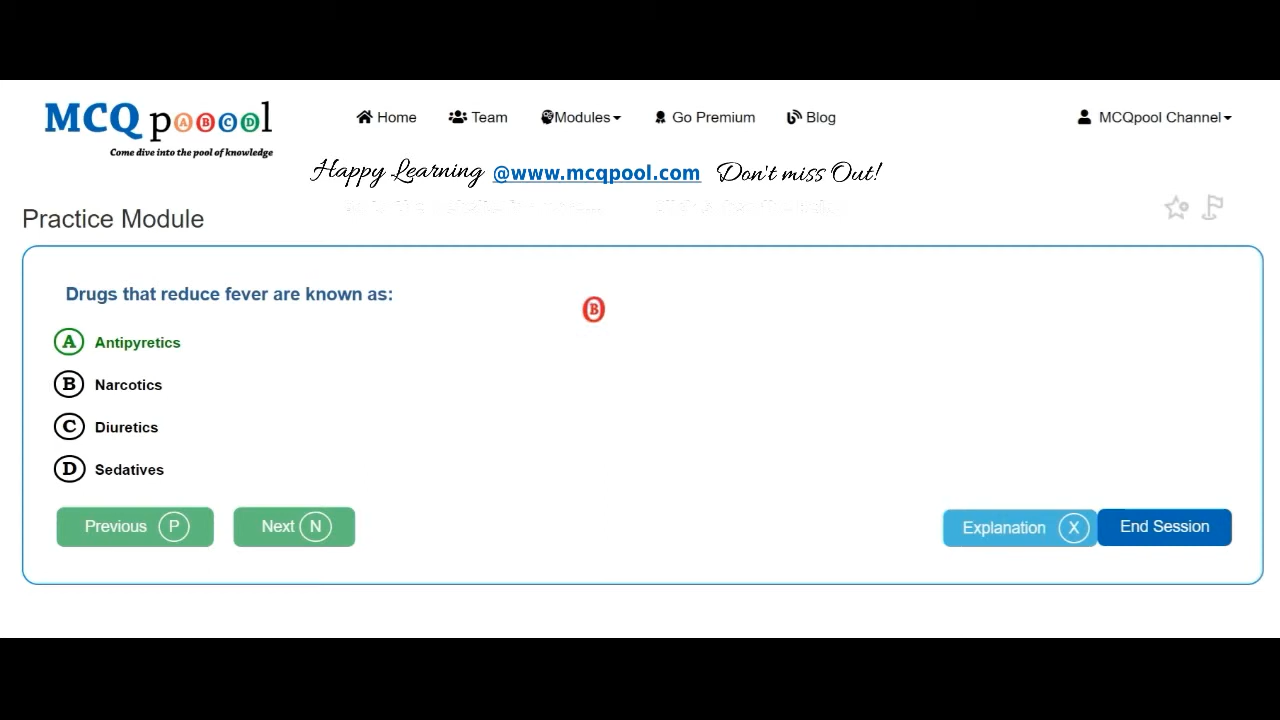 MCQ pooool
Come dive into the pool of knowledge
Home Team Modules Go Premium Blog MCQpool Channel
Happy Learning @www.mcqpool.com Don't miss Out!
Practice Module
Drugs that reduce fever are known as:
B
A Antipyretics
B Narcotics
C Diuretics
D Sedatives
Previous P Next N Explanation X End Session